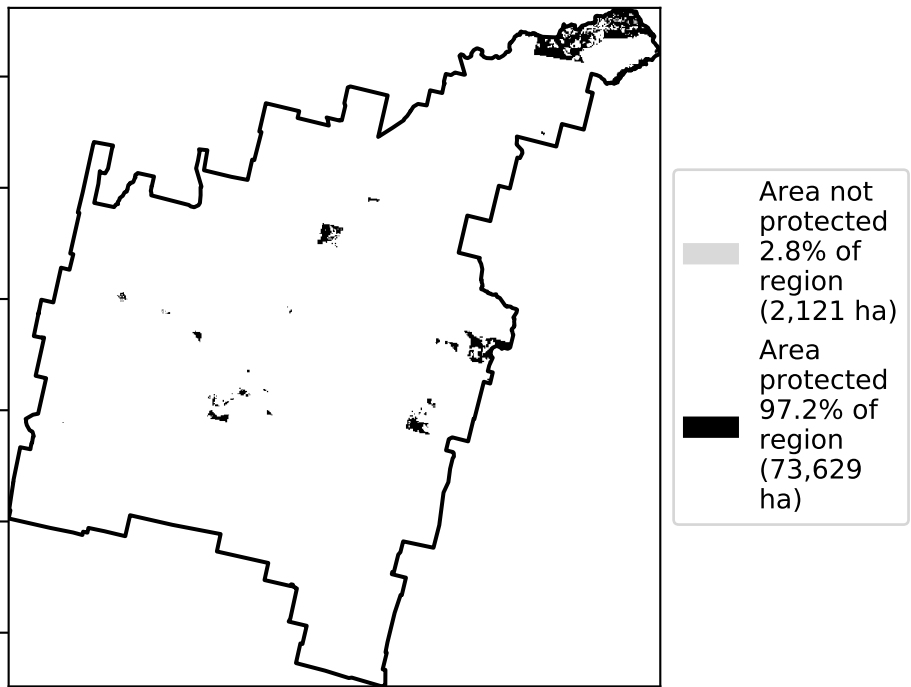 Area not
protected
2.8% of
region
(2,121 ha)
Area
protected
97.2% of
region
(73,629
ha)